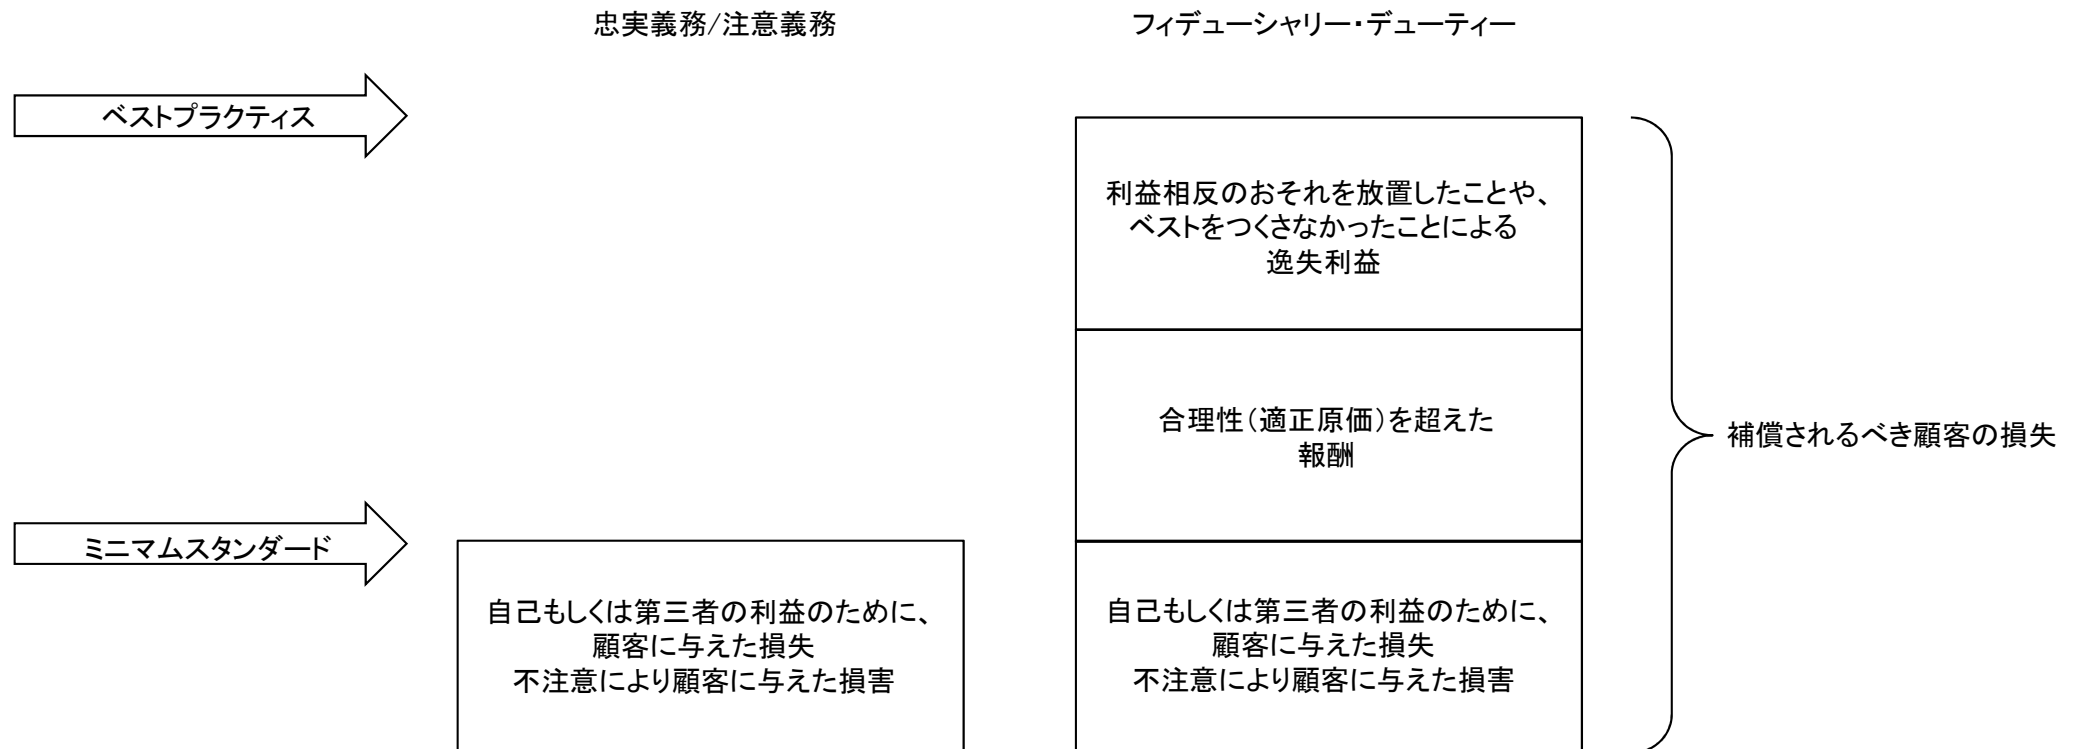 忠実義務/注意義務
フィデューシャリー・デューティー
ベストプラクティス
利益相反のおそれを放置したことや、
ベストをつくさなかったことによる
逸失利益
合理性(適正原価)を超えた
報酬
補償されるべき顧客の損失
ミニマムスタンダード
自己もしくは第三者の利益のために、
顧客に与えた損失
不注意により顧客に与えた損害
自己もしくは第三者の利益のために、
顧客に与えた損失
不注意により顧客に与えた損害